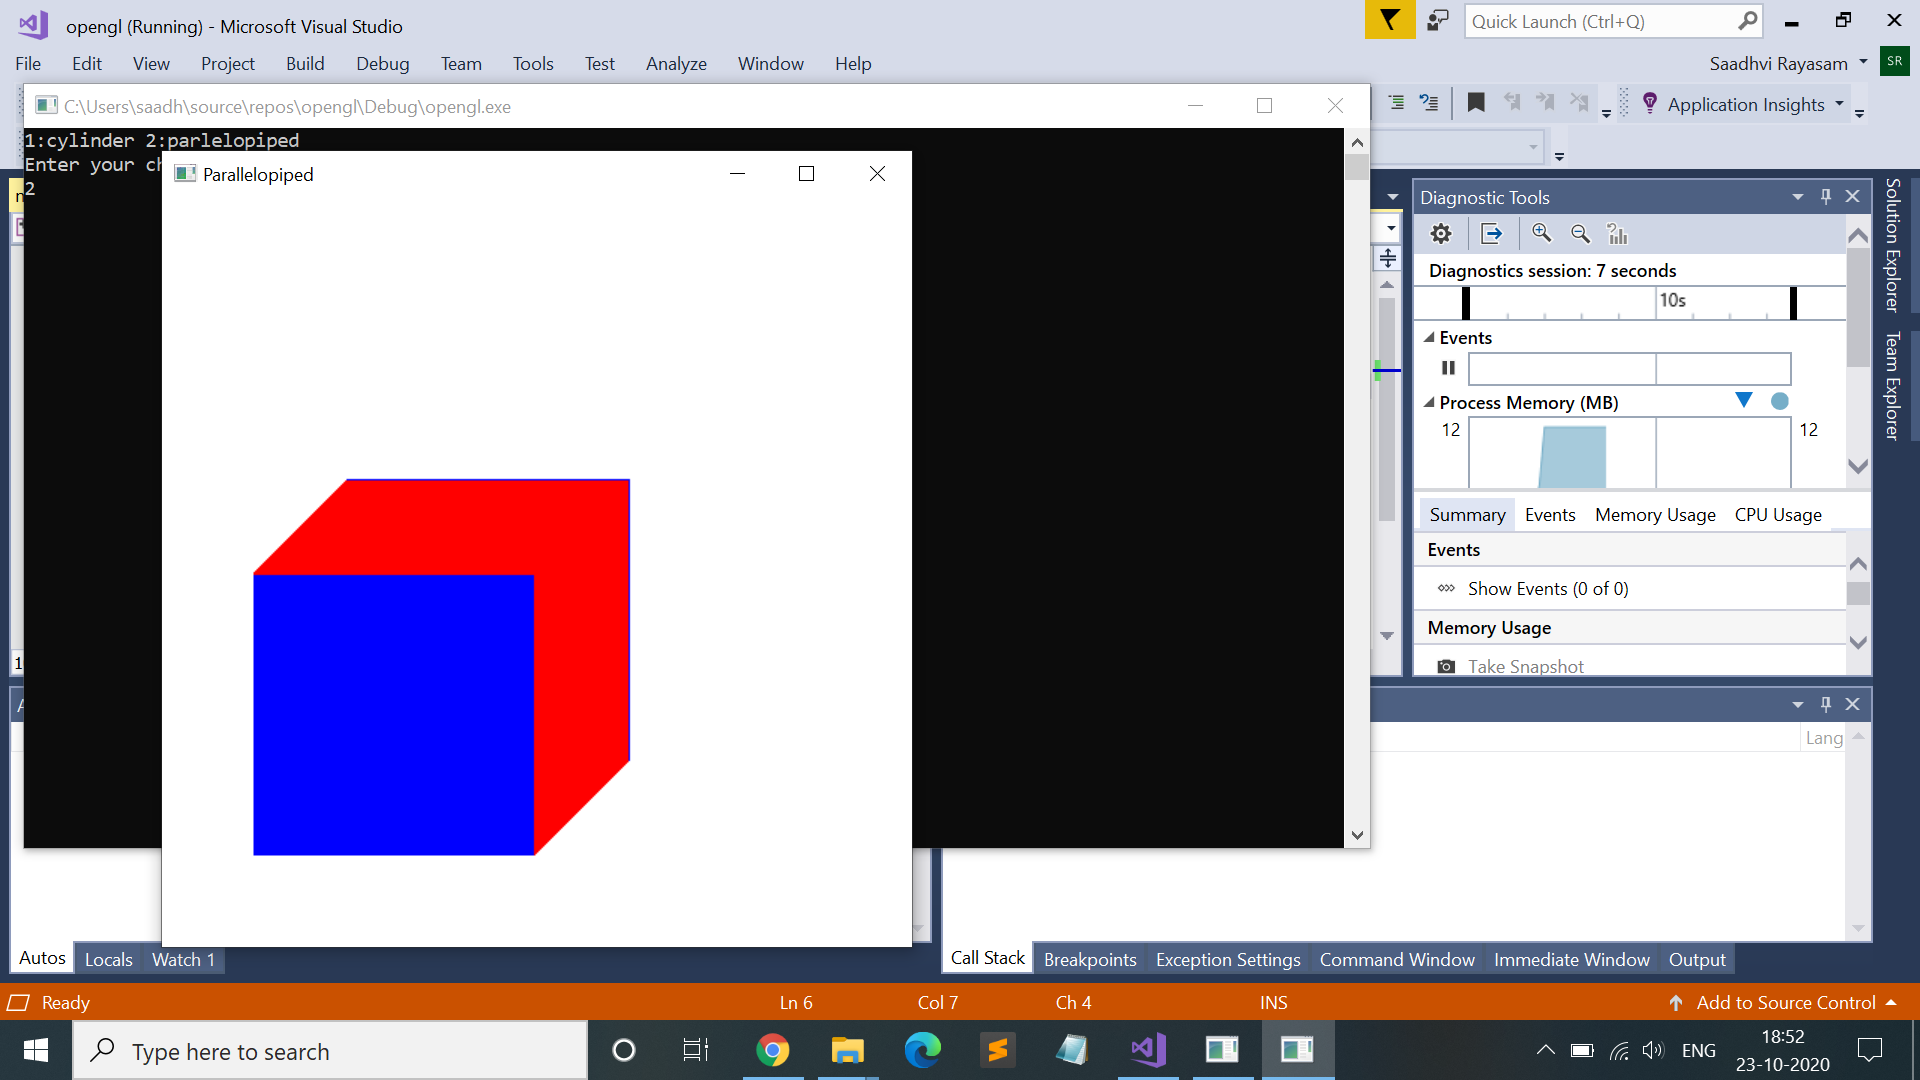 opengl (Running) - Microsoft Visual Studio
Quick Launch (Ctrl+Q)
File Edit View Project Build Debug Team Tools Test Analyze Window Help
Saadhvi Rayasam
SR
C:\Users\saadh\source\repos\opengl\Debug\opengl.exe
Application Insights
1:cylinder 2:parlelopiped
Enter your
2
Parallelopiped
Diagnostic Tools
Solution Explorer
Team Explorer
Diagnostics session: 7 seconds
10s
Events
Process Memory (MB)
12 12
Summary Events Memory Usage CPU Usage
Events
Show Events (0 of 0)
Memory Usage
Take Snapshot
Lang
Autos Locals Watch 1
Call Stack Breakpoints Exception Settings Command Window Immediate Window Output
Ready Ln 6 Col 7 Ch 4 INS Add to Source Control
Type here to search
ENG
18:52
23-10-2020